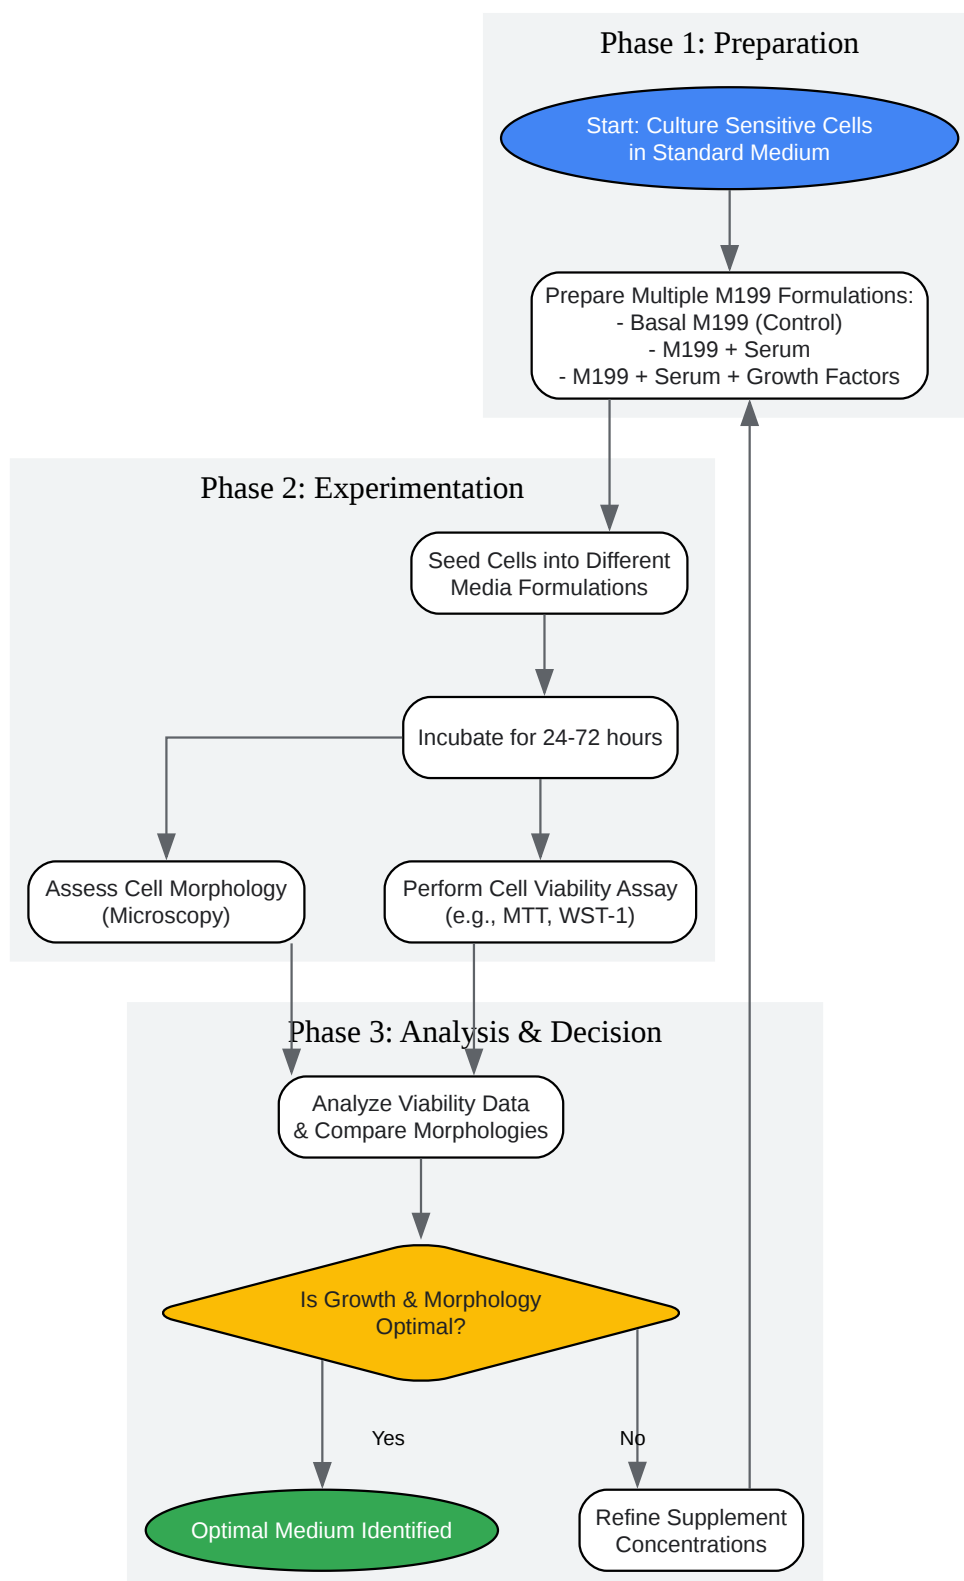 Phase 1: Preparation
Start: Culture Sensitive Cells
in Standard Medium
Prepare Multiple M199 Formulations:
- Basal M199 (Control)
- M199 + Serum
- M199 + Serum + Growth Factors
Phase 2: Experimentation
Seed Cells into Different
Media Formulations
Incubate for 24-72 hours
Assess Cell Morphology
(Microscopy)
Perform Cell Viability Assay
(e.g., MTT, WST-1)
Phase 3: Analysis & Decision
Analyze Viability Data
& Compare Morphologies
Is Growth & Morphology
Optimal?
Yes
No
Optimal Medium Identified
Refine Supplement
Concentrations